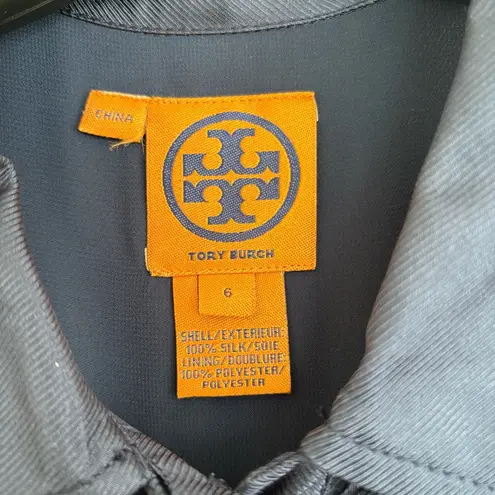 CHINA
TORY BURCH
6
SHELL/EXTERIEUR:
100% SILK/SOIE
LINING/DOUBLURE:
100% POLYESTER/
POLYESTER